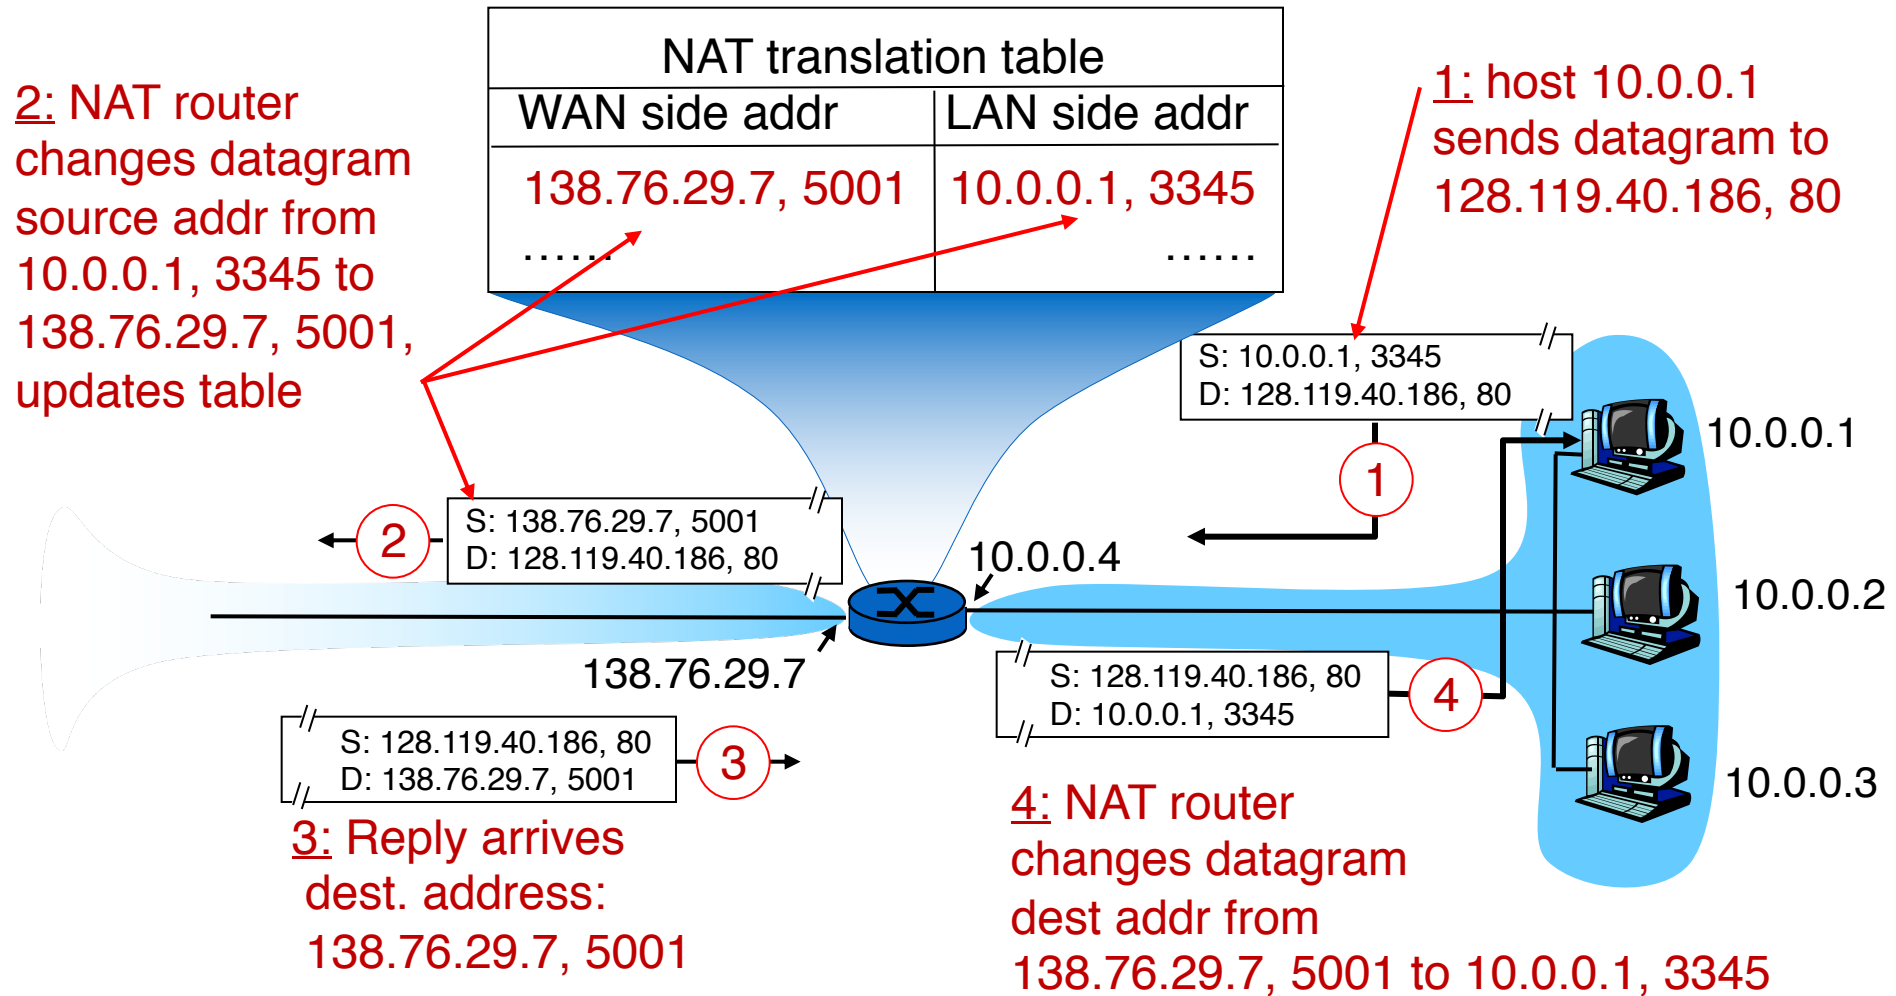 NAT translation table
WAN side addr LAN side addr
138.76.29.7, 5001 10.0.0.1, 3345
...... ......
2: NAT router
changes datagram
source addr from
10.0.0.1, 3345 to
138.76.29.7, 5001,
updates table
1: host 10.0.0.1
sends datagram to
128.119.40.186, 80
S: 10.0.0.1, 3345
D: 128.119.40.186, 80
1
10.0.0.1
S: 138.76.29.7, 5001
D: 128.119.40.186, 80
2
10.0.0.4
10.0.0.2
138.76.29.7
S: 128.119.40.186, 80
D: 10.0.0.1, 3345
4
S: 128.119.40.186, 80
D: 138.76.29.7, 5001
3
10.0.0.3
3: Reply arrives
dest. address:
138.76.29.7, 5001
4: NAT router
changes datagram
dest addr from
138.76.29.7, 5001 to 10.0.0.1, 3345